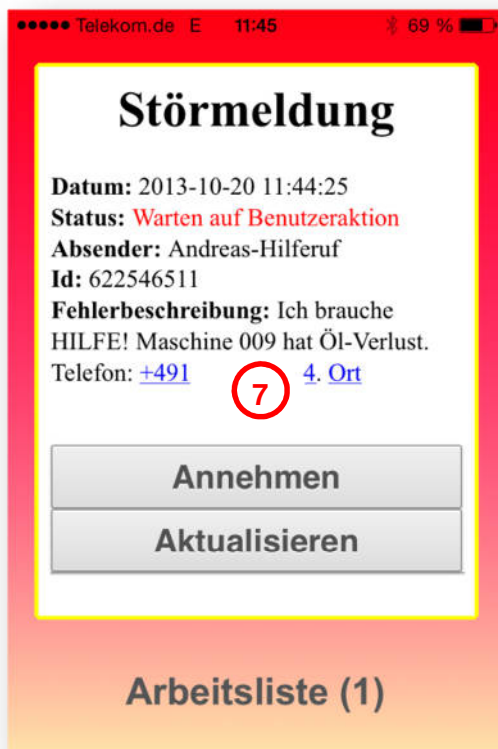 Telekom.de E 11:45 69 %
Störmeldung
Datum: 2013-10-20 11:44:25
Status: Warten auf Benutzeraktion
Absender: Andreas-Hilferuf
Id: 622546511
Fehlerbeschreibung: Ich brauche
HILFE! Maschine 009 hat Öl-Verlust.
Telefon: +491 7 4. Ort
Annehmen
Aktualisieren
Arbeitsliste (1)